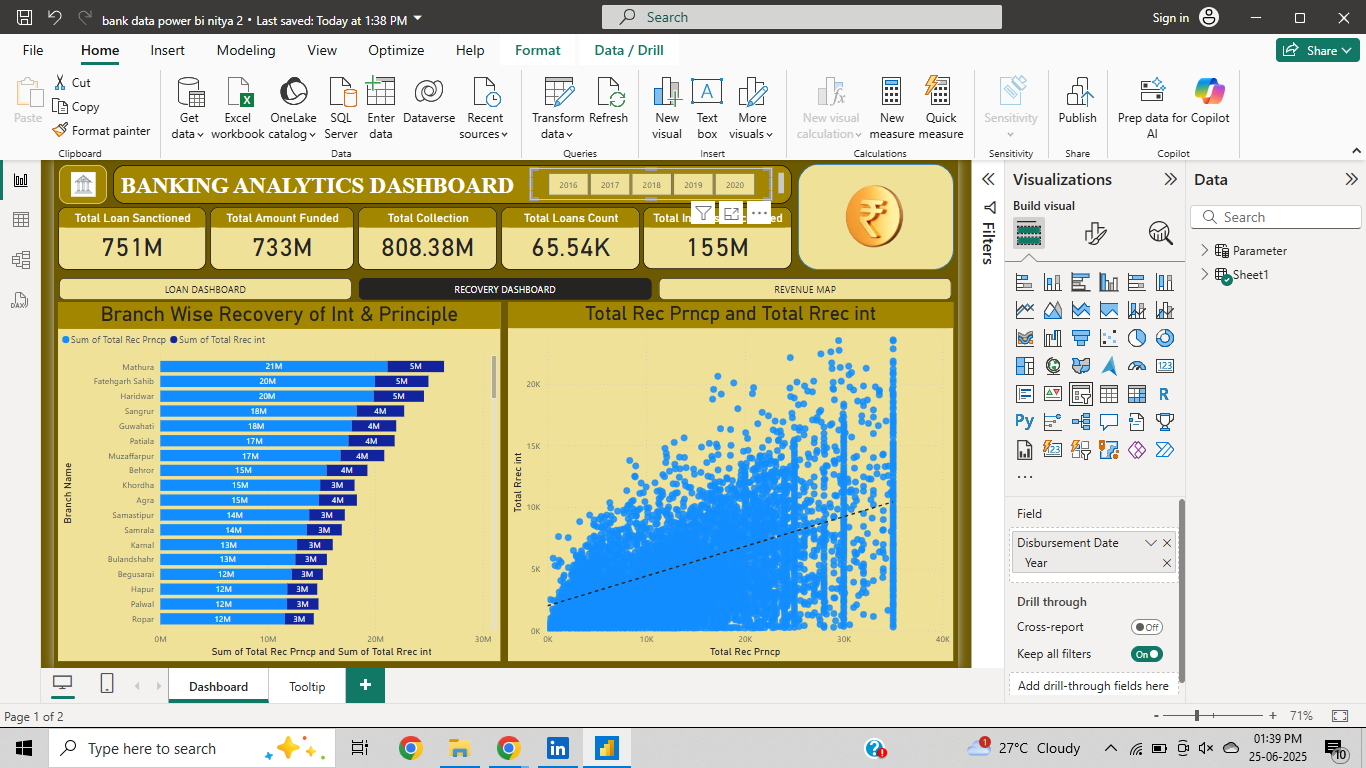 bank data power bi nitya 2 • Last saved: Today at 1:38 PM
Search
Sign in
File Home Insert Modeling View Optimize Help Format Data / Drill
Share
Paste
Cut
Copy
Format painter
Get data
Excel workbook
OneLake catalog
SQL Server
Enter data
Dataverse
Recent sources
Transform data
Refresh
New visual
Text box
More visuals
New visual calculation
New measure
Quick measure
Sensitivity
Publish
Prep data for AI
Copilot
Clipboard Data Queries Insert Calculations Sensitivity Share Copilot
BANKING ANALYTICS DASHBOARD
2016 2017 2018 2019 2020
Total Loan Sanctioned
751M
Total Amount Funded
733M
Total Collection
808.38M
Total Loans Count
65.54K
155M
LOAN DASHBOARD
RECOVERY DASHBOARD
REVENUE MAP
Branch Wise Recovery of Int & Principle
Sum of Total Rec Prncp Sum of Total Rrec int
Branch Name
Mathura 21M 5M
Fatehgarh Sahib 20M 5M
Haridwar 20M 5M
Sangrur 18M 4M
Guwahati 18M 4M
Patiala 17M 4M
Muzaffarpur 17M 4M
Behror 15M 4M
Khordha 15M 3M
Agra 15M 4M
Samastipur 14M 3M
Samrala 14M 3M
Karnal 13M 3M
Bulandshahr 13M 3M
Begusarai 12M 3M
Hapur 12M 3M
Palwal 12M 3M
Ropar 12M 3M
0M 10M 20M 30M
Sum of Total Rec Prncp and Sum of Total Rrec int
Total Rec Prncp and Total Rrec int
Total Rrec int
20K
15K
10K
5K
0K
0K 10K 20K 30K 40K
Total Rec Prncp
Filters
Visualizations
Build visual
123
R
Py
Field
Disbursement Date
Year
Drill through
Cross-report
Off
Keep all filters
On
Add drill-through fields here
Data
Search
Parameter
Sheet1
DAX
Dashboard
Tooltip
+
Page 1 of 2
- + 71%
Type here to search
1
27°C Cloudy
01:39 PM
25-06-2025
10